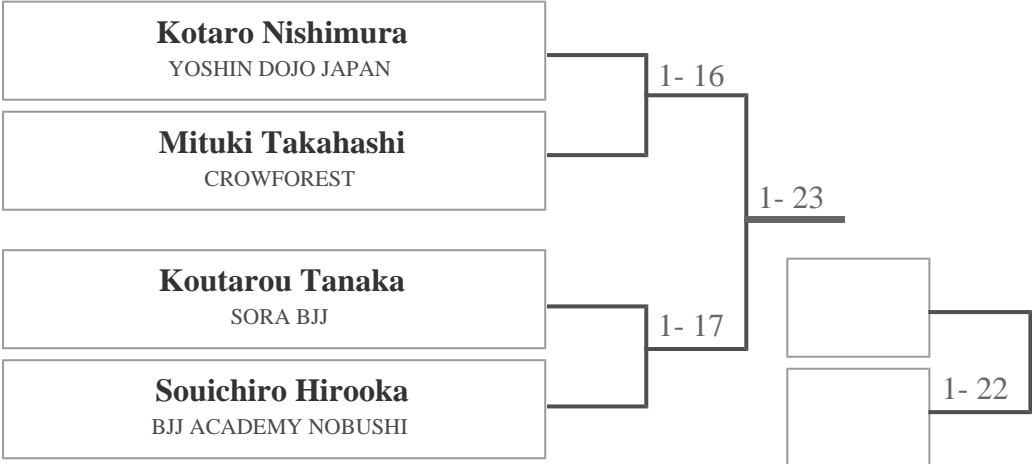 Kotaro Nishimura
YOSHIN DOJO JAPAN
1- 16
Mituki Takahashi
CROWFOREST
1- 23
Koutarou Tanaka
SORA BJJ
1- 17
Souichiro Hirooka
BJJ ACADEMY NOBUSHI
1- 22